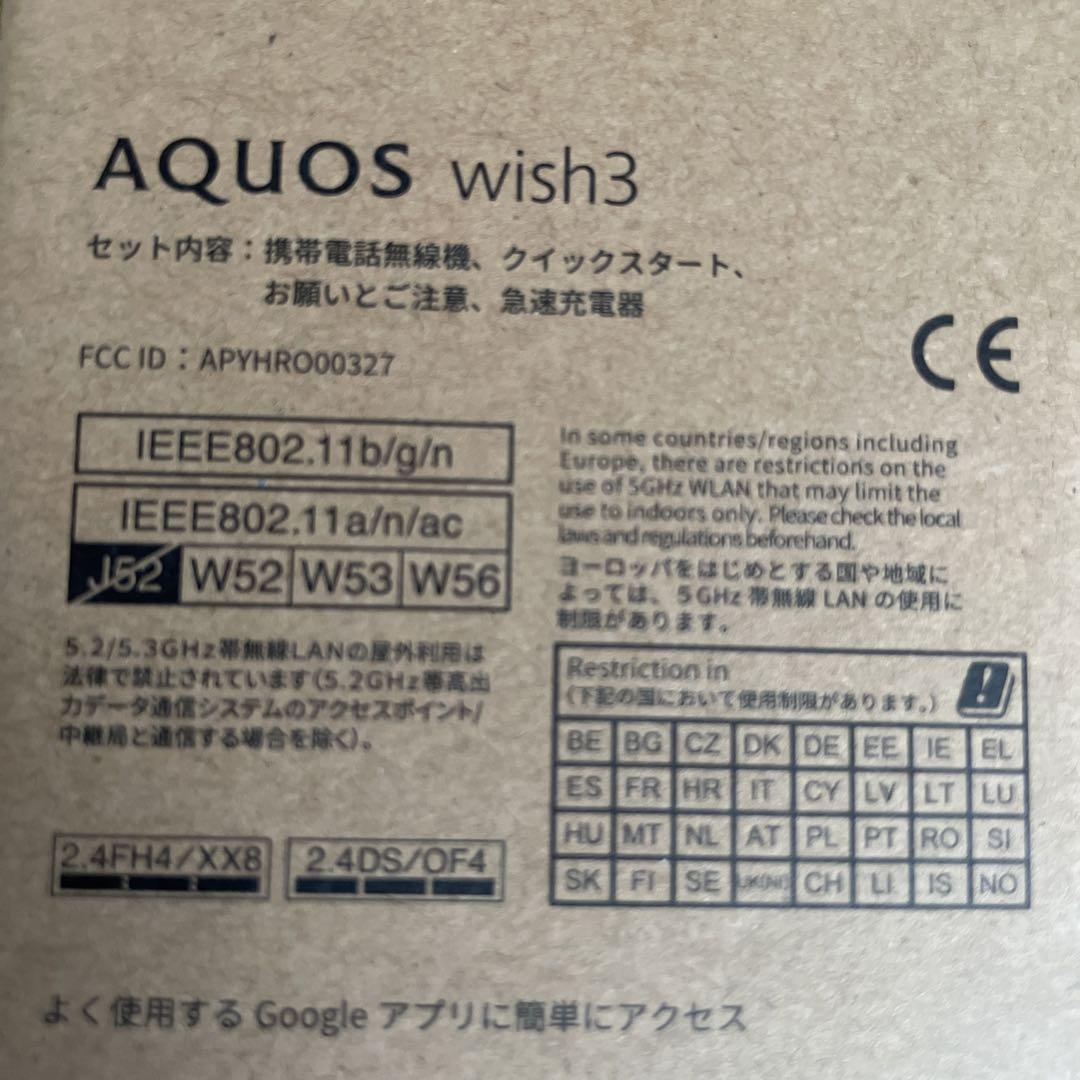 AQUOS wish3
セット内容：携帯電話無線機、クイックスタート、
お願いとご注意、急速充電器
FCC ID：APYHRO00327
CE
IEEE802.11b/g/n
IEEE802.11a/n/ac
J52 W52 W53 W56
5.2/5.3GHz帯無線LANの屋外利用は
法律で禁止されています(5.2GHz帯高出
力データ通信システムのアクセスポイント/
中継局と通信する場合を除く)。
2.4FH4/XX8
2.4DS/OF4
In some countries/regions including
Europe, there are restrictions on the
use of 5GHz WLAN that may limit the
use to indoors only. Please check the local
laws and regulations beforehand.
ヨーロッパをはじめとする国や地域に
よっては、5GHz 帯無線 LAN の使用に
制限があります。
Restriction in
(下記の国において使用制限があります。)
BE BG CZ DK DE EE IE EL
ES FR HR IT CY LV LT LU
HU MT NL AT PL PT RO SI
SK FI SE UK(NI) CH LI IS NO
よく使用する Google アプリに簡単にアクセス